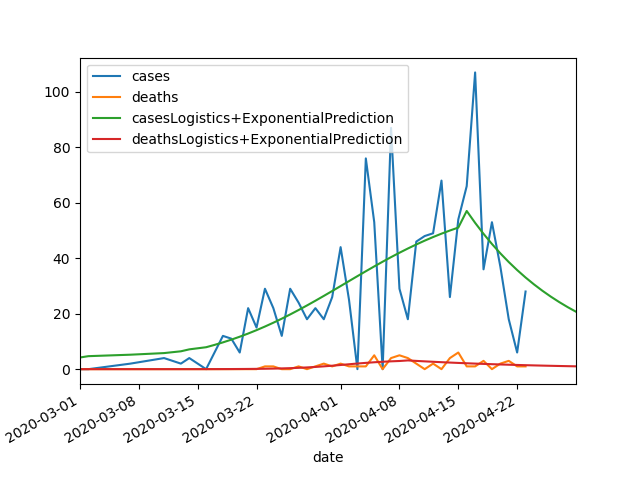 cases
deaths
casesLogistics+ExponentialPrediction
deathsLogistics+ExponentialPrediction
100
80
60
40
20
0
2020-03-01
2020-03-08
2020-03-15
2020-03-22
2020-04-01
2020-04-08
2020-04-15
2020-04-22
date